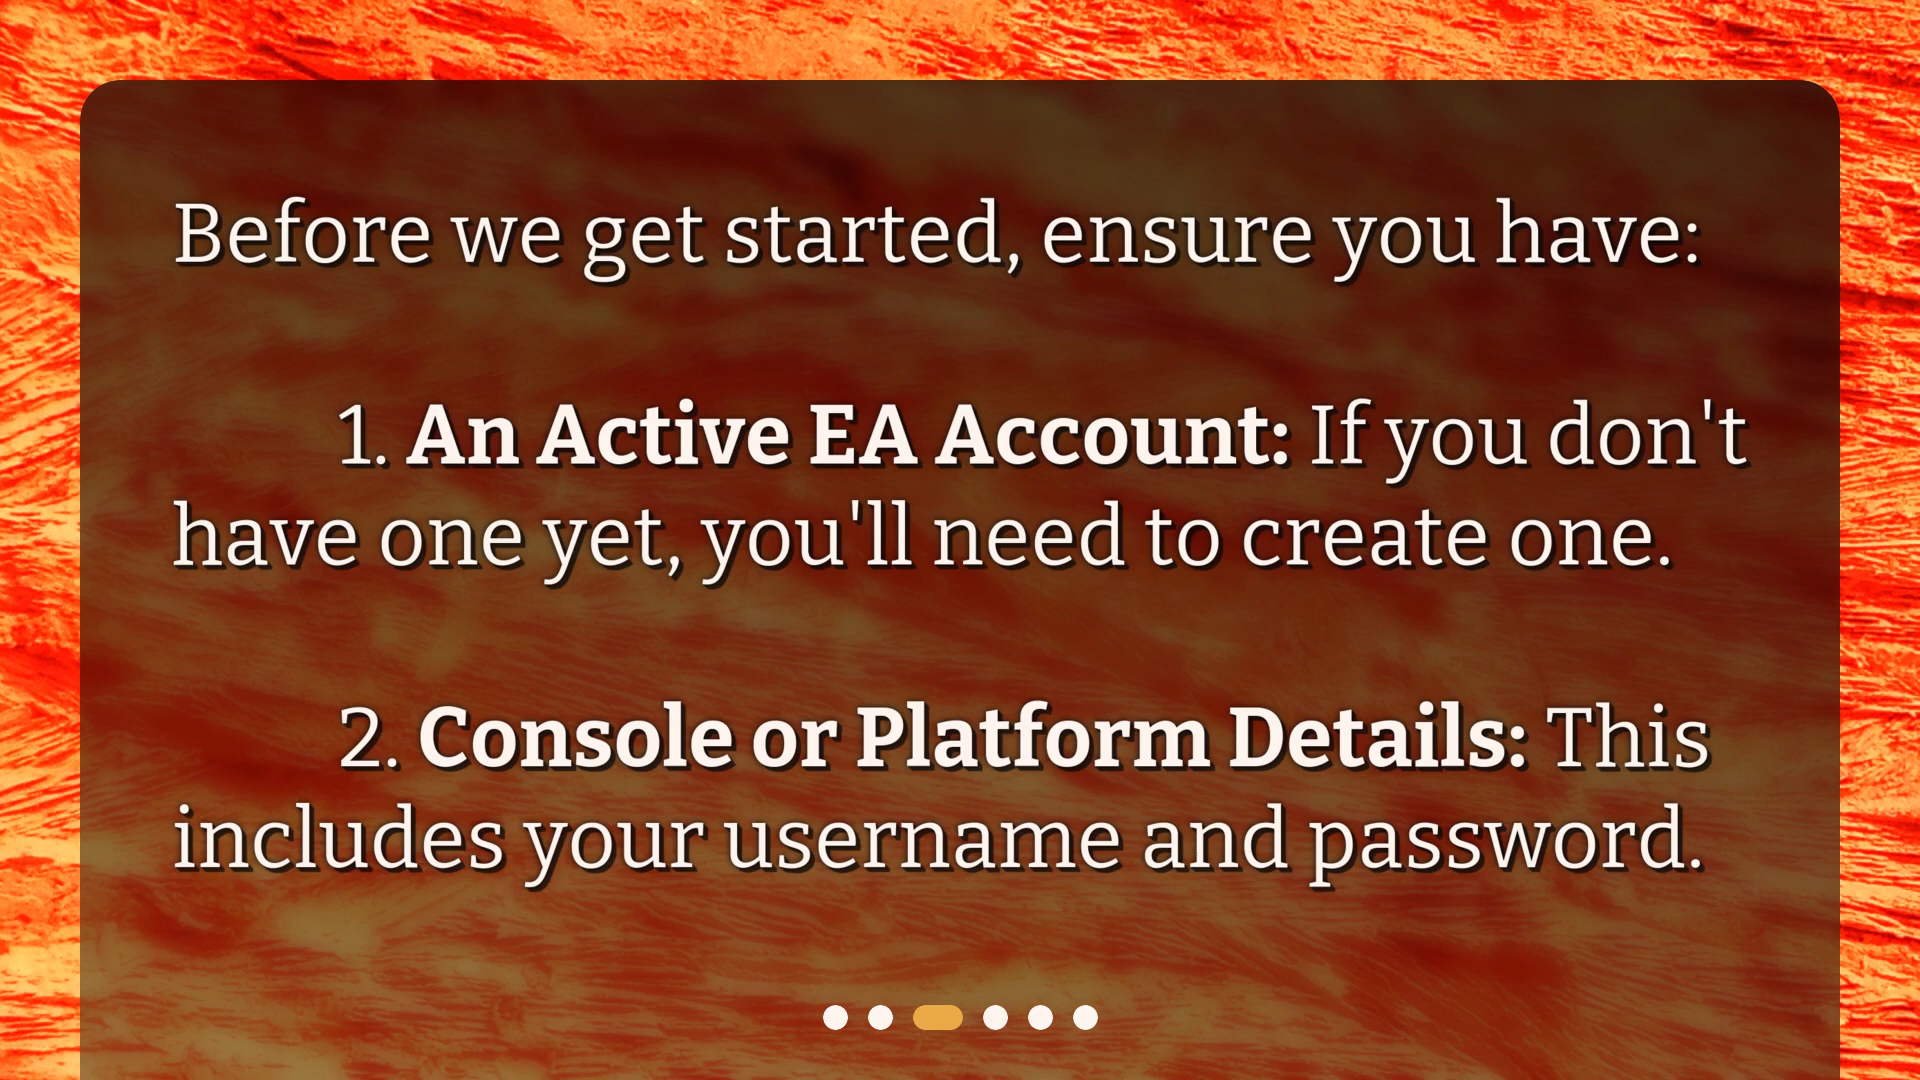 Before we get started, ensure you have:
1. An Active EA Account: If you don't
have one yet, you'll need to create one.
2. Console or Platform Details: This
includes your username and password.